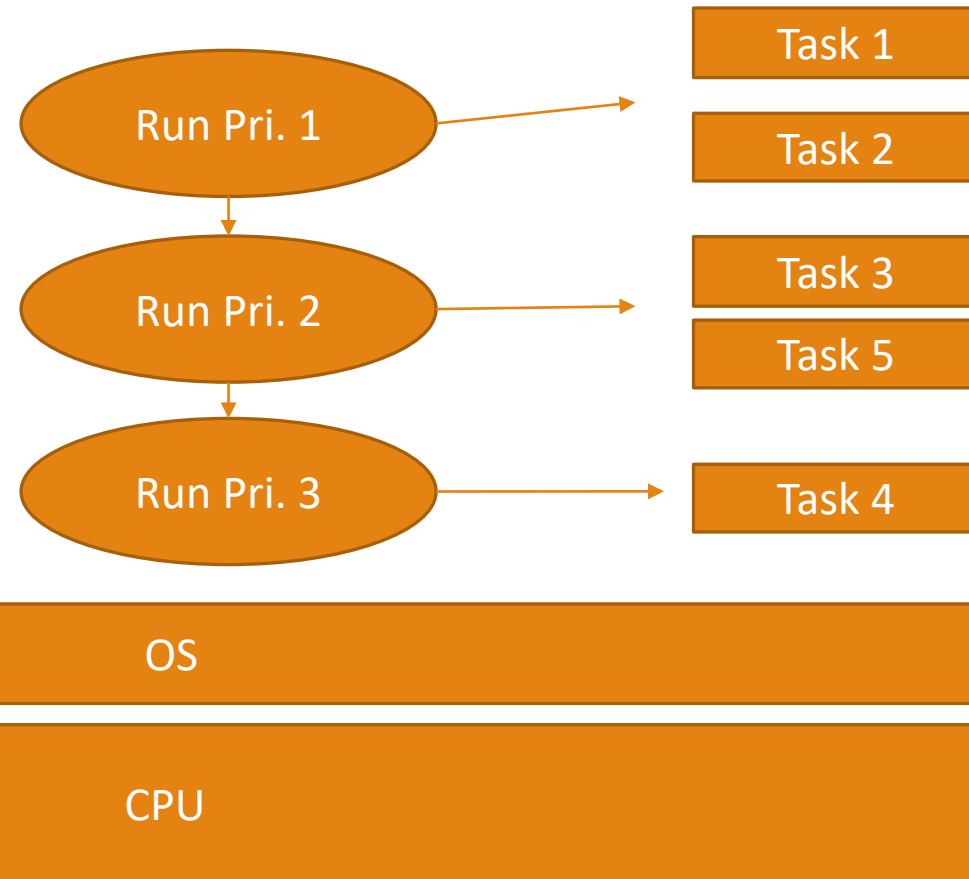 Run Pri. 1
Task 1
Task 2
Run Pri. 2
Task 3
Task 5
Run Pri. 3
Task 4
OS
CPU